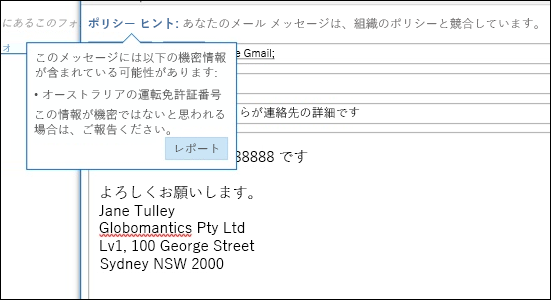 ポリシー ヒント: あなたのメール メッセージは、組織のポリシーと競合しています。
にあるこのフォ
オ
Gmail;
このメッセージには以下の機密情報
が含まれている可能性があります:
• オーストラリアの運転免許証番号
この情報が機密ではないと思われる
場合は、ご報告ください。
レポート
らが連絡先の詳細です
38888 です
よろしくお願いします。
Jane Tulley
Globomantics Pty Ltd
Lv1, 100 George Street
Sydney NSW 2000